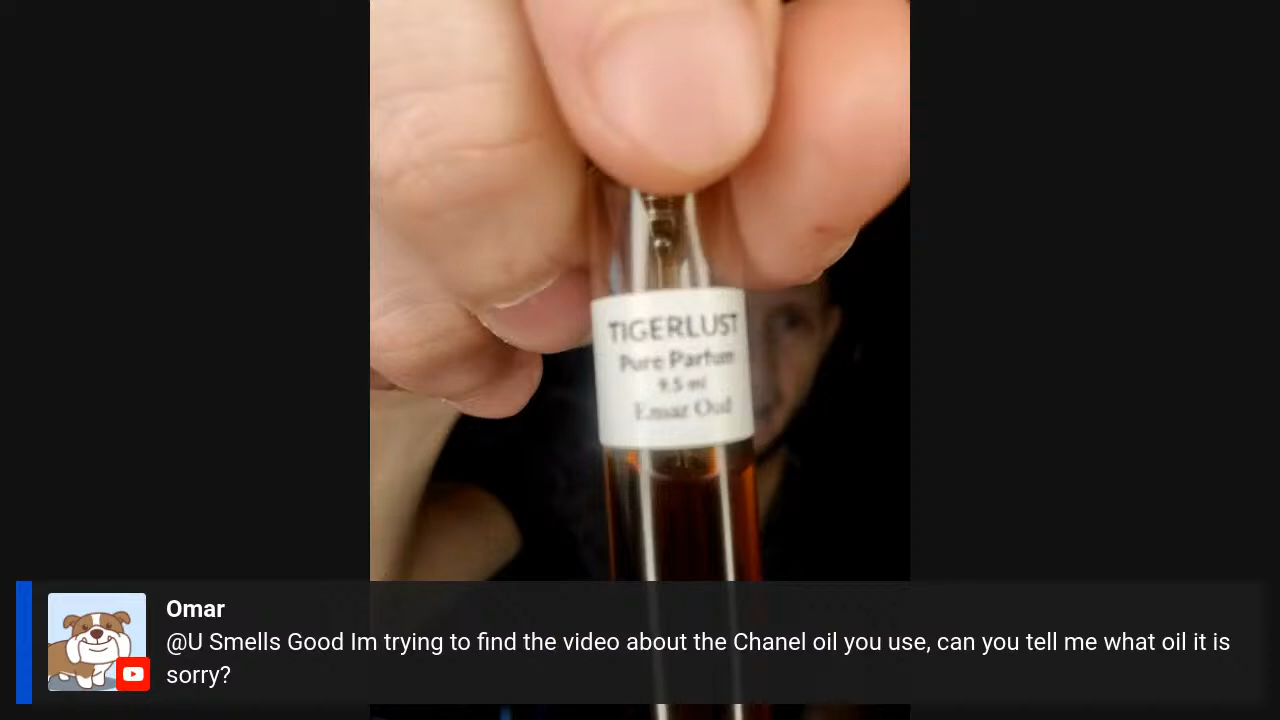 TIGERLUST
Pure Parfum
9.5 ml
Emaz Oud
Omar
@U Smells Good Im trying to find the video about the Chanel oil you use, can you tell me what oil it is
sorry?